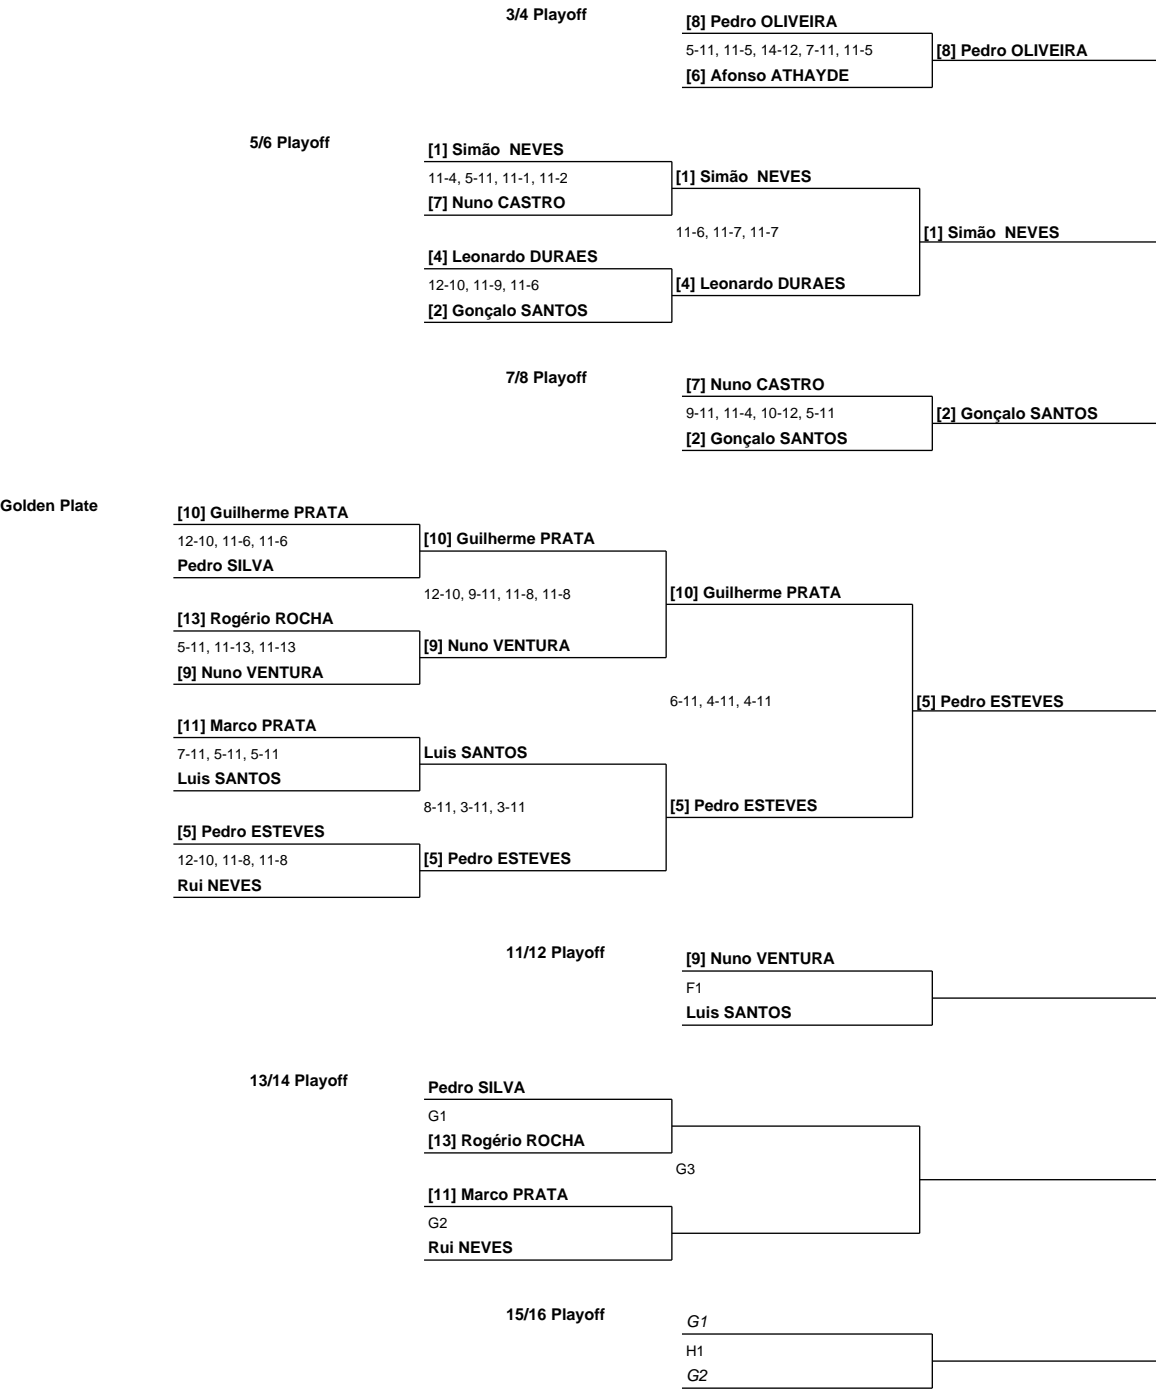 3/4 Playoff
[8] Pedro OLIVEIRA
5-11, 11-5, 14-12, 7-11, 11-5
[8] Pedro OLIVEIRA
[6] Afonso ATHAYDE
5/6 Playoff
[1] Simão  NEVES
11-4, 5-11, 11-1, 11-2
[1] Simão  NEVES
[7] Nuno CASTRO
11-6, 11-7, 11-7
[1] Simão  NEVES
[4] Leonardo DURAES
12-10, 11-9, 11-6
[4] Leonardo DURAES
[2] Gonçalo SANTOS
7/8 Playoff
[7] Nuno CASTRO
9-11, 11-4, 10-12, 5-11
[2] Gonçalo SANTOS
[2] Gonçalo SANTOS
Golden Plate
[10] Guilherme PRATA
12-10, 11-6, 11-6
[10] Guilherme PRATA
Pedro SILVA
12-10, 9-11, 11-8, 11-8
[10] Guilherme PRATA
[13] Rogério ROCHA
5-11, 11-13, 11-13
[9] Nuno VENTURA
[9] Nuno VENTURA
6-11, 4-11, 4-11
[5] Pedro ESTEVES
[11] Marco PRATA
7-11, 5-11, 5-11
Luis SANTOS
Luis SANTOS
8-11, 3-11, 3-11
[5] Pedro ESTEVES
[5] Pedro ESTEVES
12-10, 11-8, 11-8
[5] Pedro ESTEVES
Rui NEVES
11/12 Playoff
[9] Nuno VENTURA
F1
Luis SANTOS
13/14 Playoff
Pedro SILVA
G1
[13] Rogério ROCHA
G3
[11] Marco PRATA
G2
Rui NEVES
15/16 Playoff
G1
H1
G2